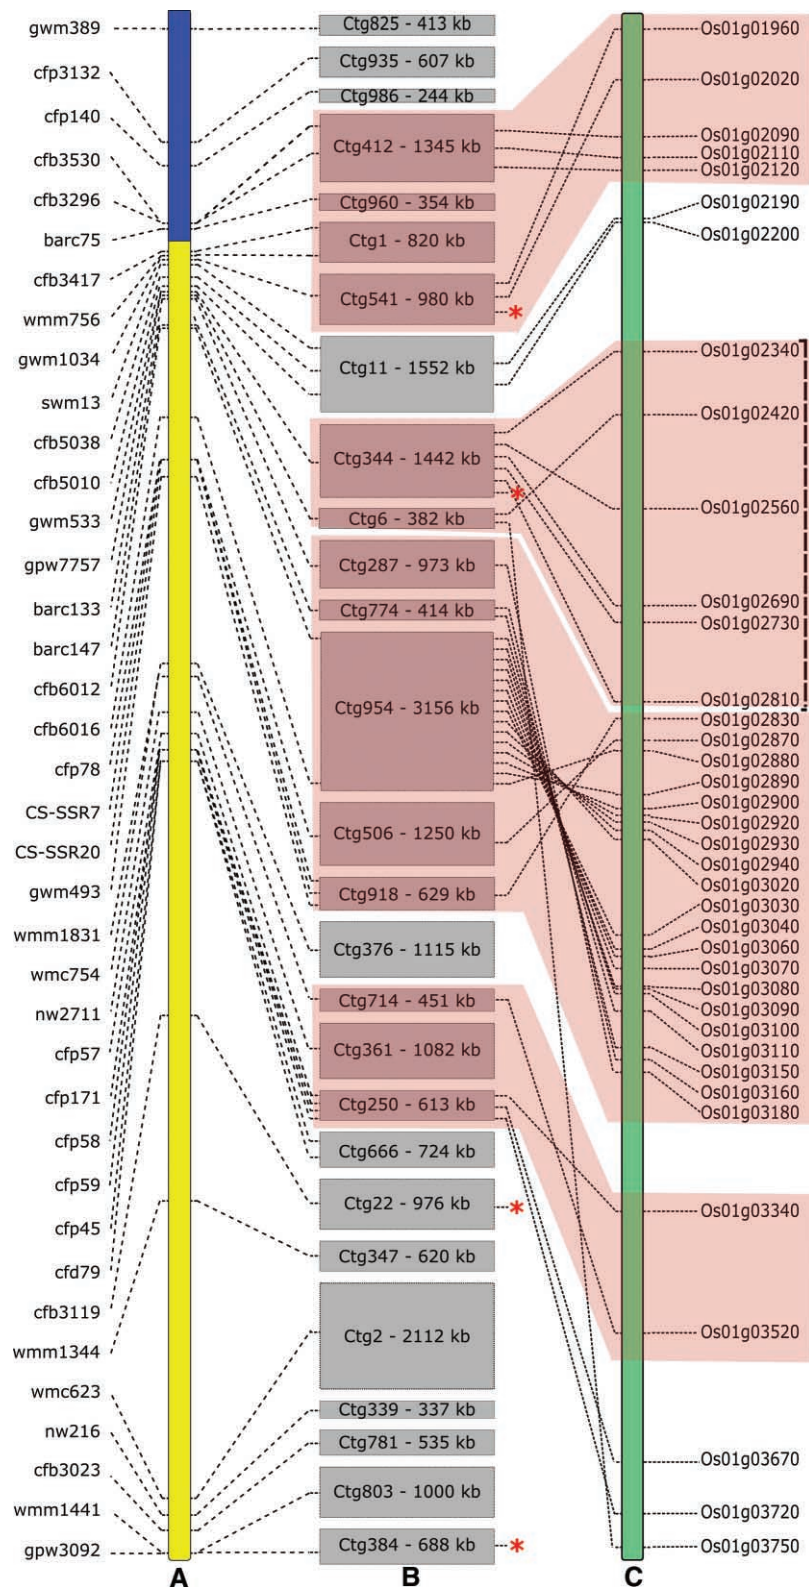 gwm389
cfp3132
cfp140
cfb3530
cfb3296
barc75
cfb3417
wmm756
gwm1034
swm13
cfb5038
cfb5010
gwm533
gpw7757
barc133
barc147
cfb6012
cfb6016
cfp78
CS-SSR7
CS-SSR20
gwm493
wmm1831
wmc754
nw2711
cfp57
cfp171
cfp58
cfp59
cfp45
cfd79
cfb3119
wmm1344
wmc623
nw216
cfb3023
wmm1441
gpw3092
A
Ctg825 - 413 kb
Ctg935 - 607 kb
Ctg986 - 244 kb
Ctg412 - 1345 kb
Ctg960 - 354 kb
Ctg1 - 820 kb
Ctg541 - 980 kb
*
Ctg11 - 1552 kb
Ctg344 - 1442 kb
*
Ctg6 - 382 kb
Ctg287 - 973 kb
Ctg774 - 414 kb
Ctg954 - 3156 kb
Ctg506 - 1250 kb
Ctg918 - 629 kb
Ctg376 - 1115 kb
Ctg714 - 451 kb
Ctg361 - 1082 kb
Ctg250 - 613 kb
Ctg666 - 724 kb
Ctg22 - 976 kb
*
Ctg347 - 620 kb
Ctg2 - 2112 kb
Ctg339 - 337 kb
Ctg781 - 535 kb
Ctg803 - 1000 kb
Ctg384 - 688 kb
*
B
Os01g01960
Os01g02020
Os01g02090
Os01g02110
Os01g02120
Os01g02190
Os01g02200
Os01g02340
Os01g02420
Os01g02560
Os01g02690
Os01g02730
Os01g02810
Os01g02830
Os01g02870
Os01g02880
Os01g02890
Os01g02900
Os01g02920
Os01g02930
Os01g02940
Os01g03020
Os01g03030
Os01g03040
Os01g03060
Os01g03070
Os01g03080
Os01g03090
Os01g03100
Os01g03110
Os01g03150
Os01g03160
Os01g03180
Os01g03340
Os01g03520
Os01g03670
Os01g03720
Os01g03750
C